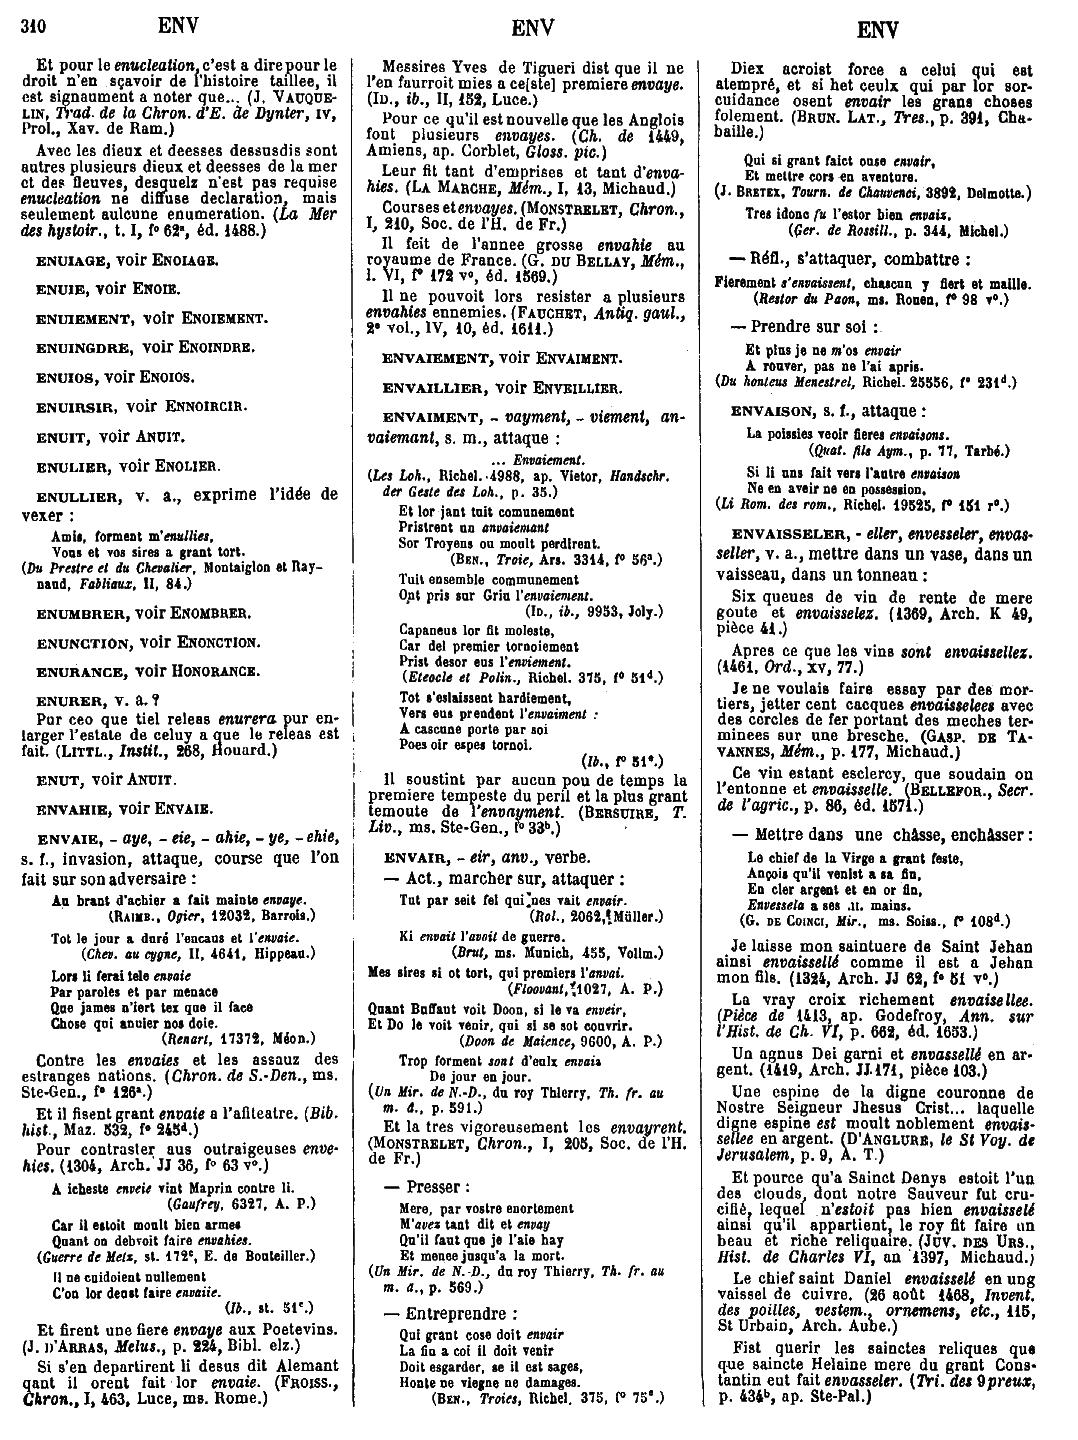 310 ENV ENV ENV
Et pour le enucleation, c'est a dire pour le
droit n'en sçavoir de l'histoire taillee, il
est signaument a noter que... (J. VAUQUE-
LIN, Trad. de la Chron. d'E. de Dynter, IV,
Prol., Xav. de Ram.)
Avec les dieux et deesses dessusdis sont
autres plusieurs dieux et deesses de la mer
et des fleuves, desquelz n'est pas requise
enucleation ne diffuse declaration, mais
seulement aulcune enumeration. (La Mer
des hystoir., t. I, f° 62ª, éd. 1488.)
ENUIAGE, voir ENOIAGE.
ENUIE, voir ENOIE.
ENUIEMENT, voir ENOIEMENT.
ENUINGDRE, voir ENOINDRE.
ENUIOS, voir ENOIOS.
ENUIRSIR, voir ENNOIRCIR.
ENUIT, voir ANUIT.
ENULIER, voir ENOLIER.
ENULLIER, v. a., exprime l'idée de
vexer :
Amis, forment m'enullies,
Vous et vos sires a grant tort.
(Du Prestre et du Chevalier, Montaiglon et Ray-
naud, Fabliaux, II, 84.)
ENUMBRER, voir ENOMBRER.
ENUNCTION, voir ENONCTION.
ENURANCE, voir HONORANCE.
ENURER, v. a. ?
Pur ceo que tiel releas enurera pur en-
larger l'estate de celuy a que le releas est
fait. (LITTL., Instit., 268, Houard.)
ENUT, voir ANUIT.
ENVAHIE, voir ENVAIE.
ENVAIE, - aye, - eie, - ahie, - ye, - ehie,
s. f., invasion, attaque, course que l'on
fait sur son adversaire :
Au brant d'achier a fait mainte envaye.
(RAIMB., Ogier, 12032, Barrois.)
Tot le jour a duré l'encaus et l'envaie.
(Chev. au cygne, II, 4641, Hippeau.)
Lors li ferai tele envaie
Par paroles et par menace
Que james n'iert tex que il face
Chose qui anuier nos doie.
(Renart, 17372, Méon.)
Contre les envaies et les assauz des
estranges nations. (Chron. de S.-Den., ms.
Ste-Gen., f° 126ª.)
Et il fisent grant envaie a l'afiteatre. (Bib.
hist., Maz. 532, f° 245d.)
Pour contraster aus outraigeuses enve-
hies. (1304, Arch. JJ 36, f° 63 v°.)
A icheste enveie vint Maprin contre li.
(Gaufrey, 6327, A. P.)
Car il estoit moult bien armes
Quant on debvoit faire envahies.
(Guerre de Metz, st. 172e, E. de Bouteiller.)
Il ne cuidoient nullement
C'on lor deust faire envaiie.
(Ib., st. 51c.)
Et firent une fiere envaye aux Poetevins.
(J. D'ARRAS, Melus., p. 224, Bibl. elz.)
Si s'en departirent li desus dit Alemant
qant il orent fait lor envaie. (FROISS.,
Chron., I, 463, Luce, ms. Rome.)
Messires Yves de Tigueri dist que il ne
l'en faurroit mies a ce[ste] premiere envaye.
(ID., ib., II, 152, Luce.)
Pour ce qu'il est nouvelle que les Anglois
font plusieurs envayes. (Ch. de 1449,
Amiens, ap. Corblet, Gloss. pic.)
Leur fit tant d'emprises et tant d'enva-
hies. (LA MARCHE, Mém., I, 13, Michaud.)
Courses et envayes. (MONSTRELET, Chron.,
I, 210, Soc. de l'H. de Fr.)
Il feit de l'annee grosse envahie au
royaume de France. (G. DU BELLAY, Mém.,
l. VI, f° 172 v°, éd. 1569.)
Il ne pouvoit lors resister a plusieurs
envahies ennemies. (FAUCHET, Antiq. gaul.,
2e vol., IV, 10, éd. 1611.)
ENVAIEMENT, voir ENVAIMENT.
ENVAILLIER, voir ENVEILLIER.
ENVAIMENT, - vayment, - viement, an-
vaiemant, s. m., attaque :
... Envaiement.
(Les Loh., Richel. 4988, ap. Vietor, Handschr.
der Geste des Loh., p. 35.)
Et lor jant tuit comunement
Pristrent un anvaiemant
Sor Troyens ou moult perdirent.
(BEN., Troie, Ars. 3314, f° 56ª.)
Tuit ensemble communement
Ont pris sur Griu l'envaiement.
(ID., ib., 9953, Joly.)
Capaneus lor fit moleste,
Car del premier tornoiement
Prist desor eus l'enviement.
(Eteocle et Polin., Richel. 375, f° 51d.)
Tot s'eslaissent hardiement,
Vers eus prendent l'envaiment :
A cascune porte par soi
Poes oir espes tornoi.
(Ib., f° 51e.)
Il soustint par aucun pou de temps la
premiere tempeste du peril et la plus grant
temoute de l'envayment. (BERSUIRE, T.
Liv., ms. Ste-Gen., f° 33b.)
ENVAIR, - eir, anv., verbe.
— Act., marcher sur, attaquer :
Tut par seit fel qui nes vait envair.
(Rol., 2062, Müller.)
Ki envaït l'avoit de guerre.
(Brut, ms. Munich, 455, Vollm.)
Mes sires si ot tort, qui premiers l'anvai.
(Floovant, 1027, A. P.)
Quant Buffaut voit Doon, si le va enveir,
Et Do le voit venir, qui si se sot couvrir.
(Doon de Maience, 9600, A. P.)
Trop forment sont d'eulx envais
De jour en jour.
(Un Mir. de N.-D., du roy Thierry, Th. fr. au
m. â., p. 591.)
Et la tres vigoreusement les envayrent.
(MONSTRELET, Chron., I, 205, Soc. de l'H.
de Fr.)
— Presser :
Mere, par vostre enortement
M'avez tant dit et envay
Qu'il faut que je l'aie hay
Et menee jusqu'a la mort.
(Un Mir. de N.-D., du roy Thierry, Th. fr. au
m. a., p. 569.)
— Entreprendre :
Qui grant cose doit envair
La fin a coi il doit venir
Doit esgarder, se il est sages,
Honte ne viegne ne damages.
(BEN., Troies, Richel. 375, f° 75e.)
Diex acroist force a celui qui est
atempré, et si het ceulx qui par lor sor-
cuidance osent envair les grans choses
folement. (BRUN. LAT., Tres., p. 391, Cha-
baille.)
Qui si grant faict ouse envair,
Et mettre cors en aventure.
(J. BRETEX, Tourn. de Chauvenci, 3892, Delmotte.)
Tres idonc fu l'estor bien envais.
(Ger. de Rossill., p. 344, Michel.)
— Réfl., s'attaquer, combattre :
Fierement s'envaissent, chascun y fiert et maille.
(Restor du Paon, ms. Rouen, f° 98 v°.)
— Prendre sur soi :
Et plus je ne m'os envair
A rouver, pas ne l'ai apris.
(Du honteus Menestrel, Richel. 25556, f° 231d.)
ENVAISON, s. f., attaque :
La poissies veoir fieres envaisons.
(Quat. fils Aym., p. 77, Tarbé.)
Si li uns fait vers l'autre envaison
Ne en aveir ne en possession.
(Li Rom. des rom., Richel. 19525, f° 151 r°.)
ENVAISSELER, - eller, envesseler, envas-
seller, v. a., mettre dans un vase, dans un
vaisseau, dans un tonneau :
Six queues de vin de rente de mere
goute et envaisselez. (1369, Arch. K 49,
pièce 41.)
Apres ce que les vins sont envaissellez.
(1461, Ord., XV, 77.)
Je ne voulais faire essay par des mor-
tiers, jetter cent cacques envaisselees avec
des cercles de fer portant des meches ter-
minees sur une bresche. (GASP. DE TA-
VANNES, Mém., p. 177, Michaud.)
Ce vin estant esclercy, que soudain on
l'entonne et envaisselle. (BELLEFOR., Secr.
de l'agric., p. 86, éd. 1571.)
— Mettre dans une châsse, enchâsser :
Le chief de la Virge a grant feste,
Ançois qu'il venist a sa fin,
En cler argent et en or fin,
Envessela a ses .II. mains.
(G. DE COINCI, Mir., ms. Soiss., f° 108d.)
Je laisse mon saintuere de Saint Jehan
ainsi envaissellé comme il est a Jehan
mon fils. (1324, Arch. JJ 62, f° 51 v°.)
La vray croix richement envaisellee.
(Pièce de 1413, ap. Godefroy, Ann. sur
l'Hist. de Ch. VI, p. 662, éd. 1653.)
Un agnus Dei garni et envassellé en ar-
gent. (1419, Arch. JJ 171, pièce 103.)
Une espine de la digne couronne de
Nostre Seigneur Jhesus Crist... laquelle
digne espine est moult noblement envais-
sellee en argent. (D'ANGLURE, le St Voy. de
Jerusalem, p. 9, A. T.)
Et pource qu'a Sainct Denys estoit l'un
des clouds, dont notre Sauveur fut cru-
cifié, lequel n'estoit pas bien envaisselé
ainsi qu'il appartient, le roy fit faire un
beau et riche reliquaire. (JUV. DES URS.,
Hist. de Charles VI, an 1397, Michaud.)
Le chief saint Daniel envaisselé en ung
vaissel de cuivre. (26 août 1468, Invent.
des poilles, vestem., ornemens, etc., 115,
St Urbain, Arch. Aube.)
Fist querir les sainctes reliques que
que saincte Helaine mere du grant Cons-
tantin eut fait envasseler. (Tri. des 9 preux,
p. 434b, ap. Ste-Pal.)